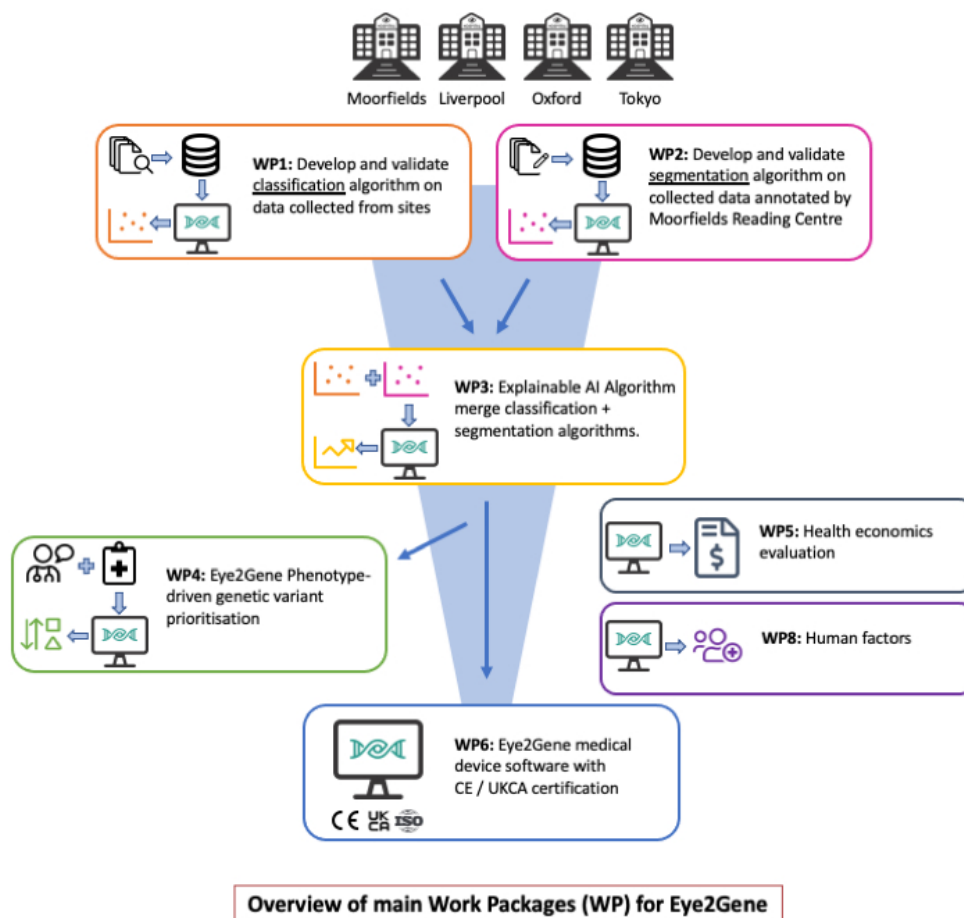 Moorfields Liverpool Oxford Tokyo
WP1: Develop and validate
classification algorithm on
data collected from sites
WP2: Develop and validate
segmentation algorithm on
collected data annotated by
Moorfields Reading Centre
WP3: Explainable AI Algorithm
merge classification +
segmentation algorithms.
WP4: Eye2Gene Phenotype-
driven genetic variant
prioritisation
WP5: Health economics
evaluation
$
WP8: Human factors
WP6: Eye2Gene medical
device software with
CE / UKCA certification
CE UK CA ISO
Overview of main Work Packages (WP) for Eye2Gene